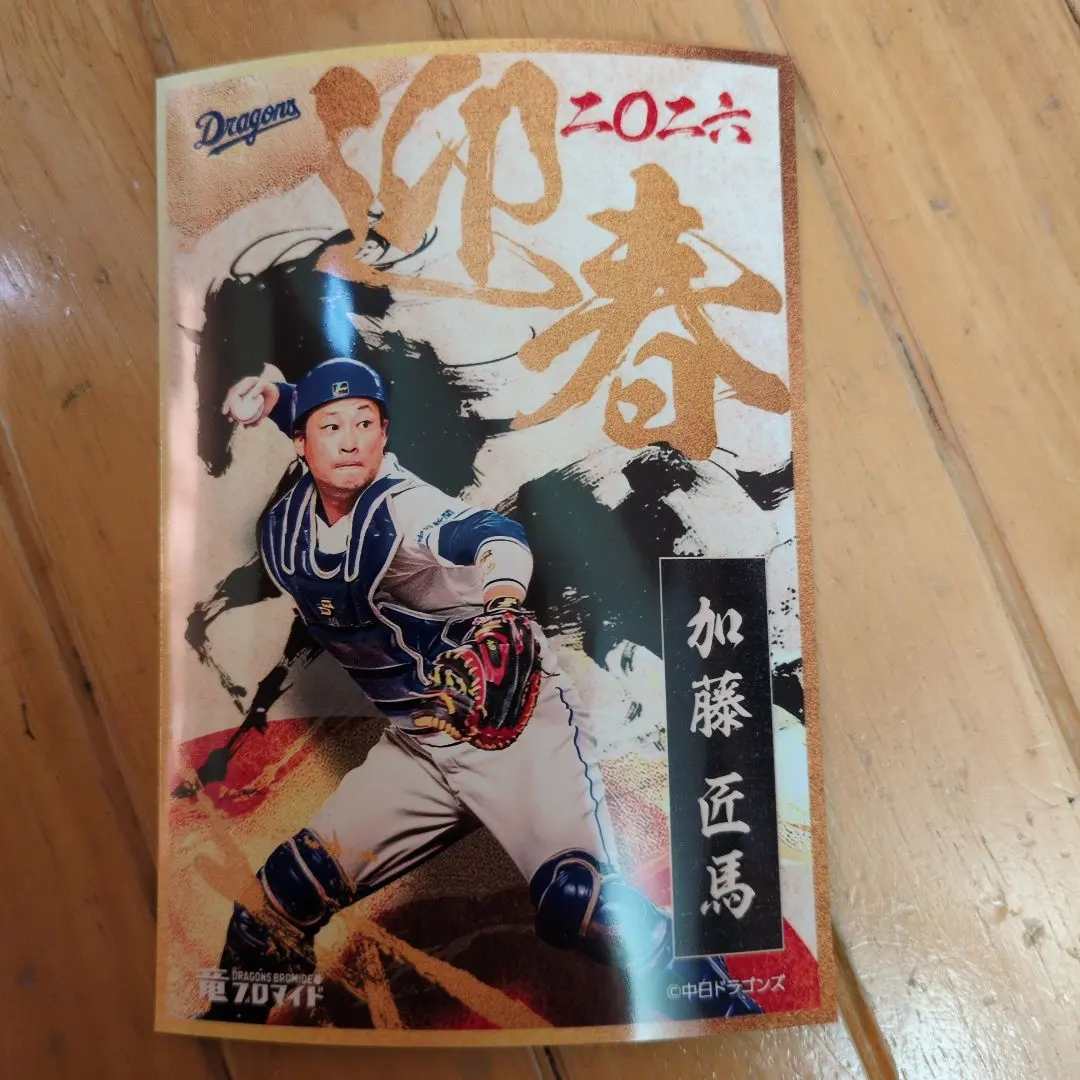 Dragons
迎春
二〇二六
加藤 匠馬
竜 DRAGONS BROMIDE
ブロマイド
©中日ドラゴンズ